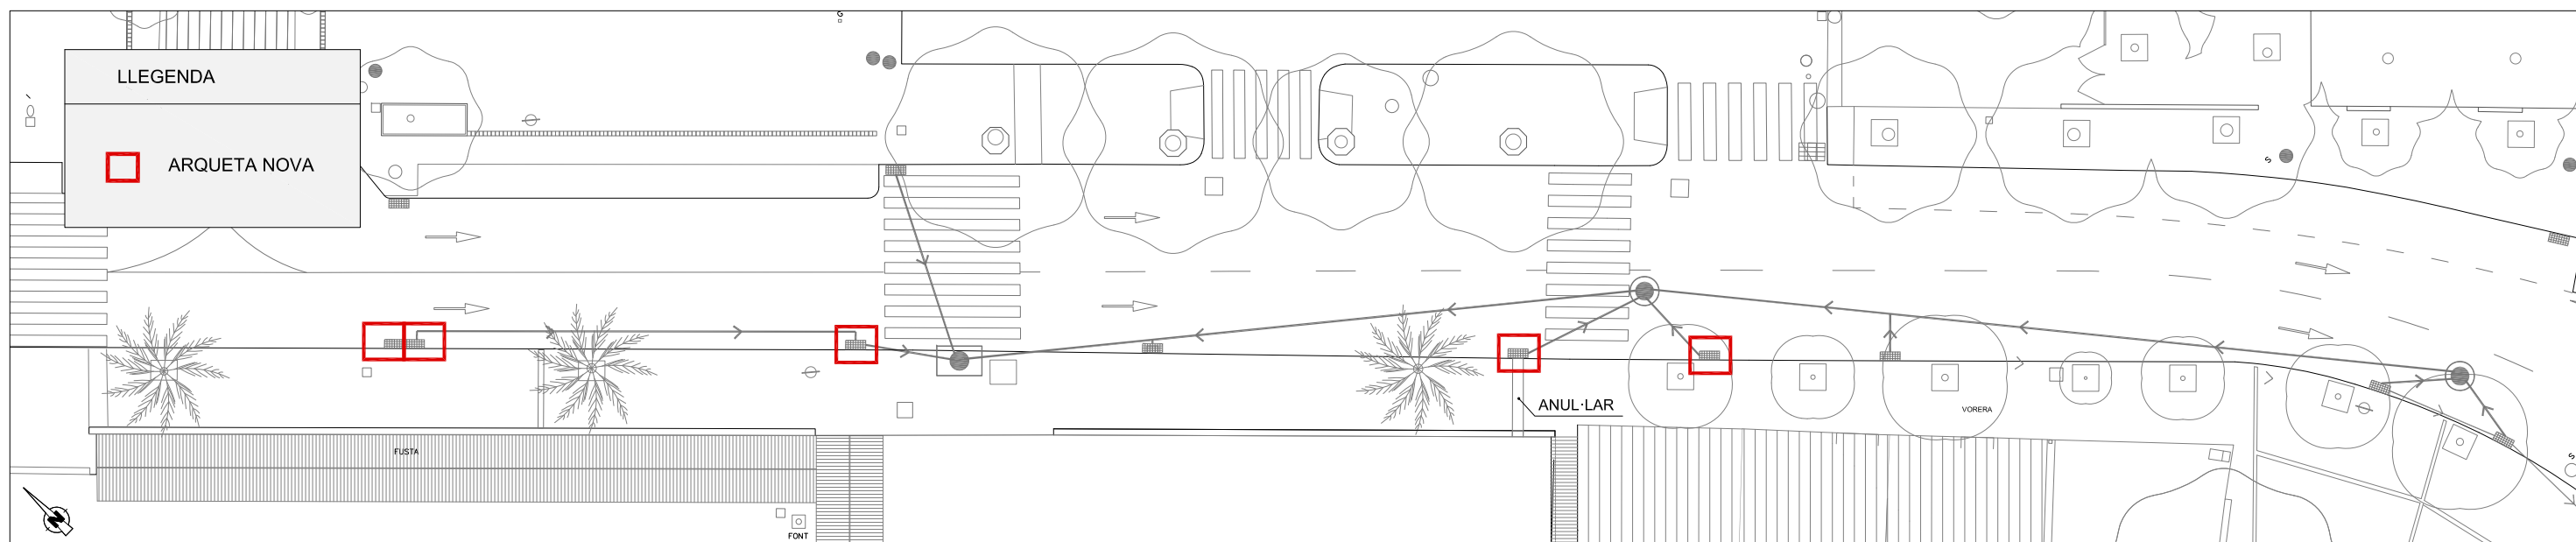 G
LLEGENDA
ARQUETA NOVA
S
ANUL·LAR
VORERA
FUSTA
S
N
FONT